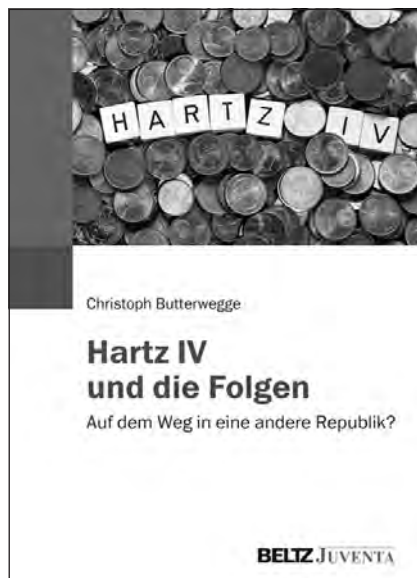 HARTZ IV
Christoph Butterwegge
Hartz IV
und die Folgen
Auf dem Weg in eine andere Republik?
BELTZ JUVENTA